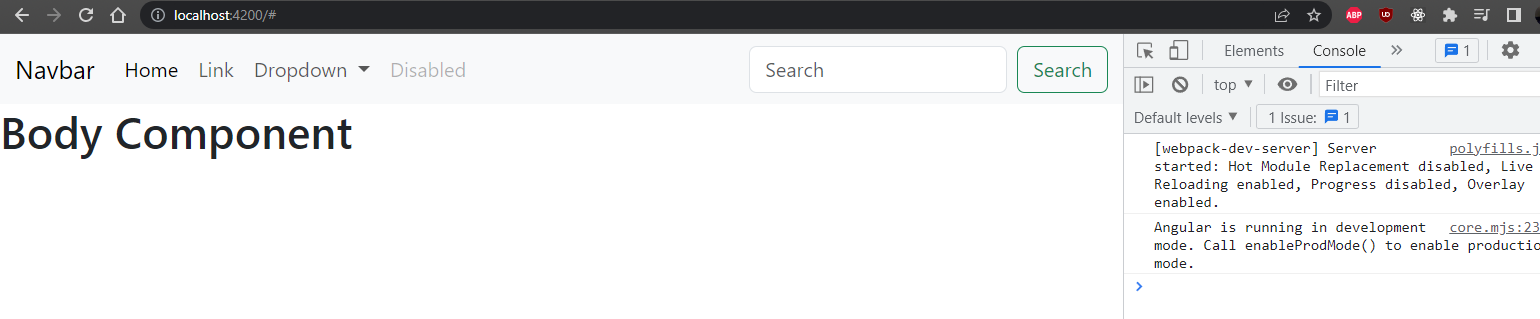 localhost:4200/#
ABP
UD
Navbar Home Link Dropdown Disabled Search Search
Body Component
Elements Console 1
top Filter
Default levels 1 Issue: 1
[webpack-dev-server] Server polyfills.j
started: Hot Module Replacement disabled, Live
Reloading enabled, Progress disabled, Overlay
enabled.
Angular is running in development core.mjs:23
mode. Call enableProdMode() to enable productio
mode.